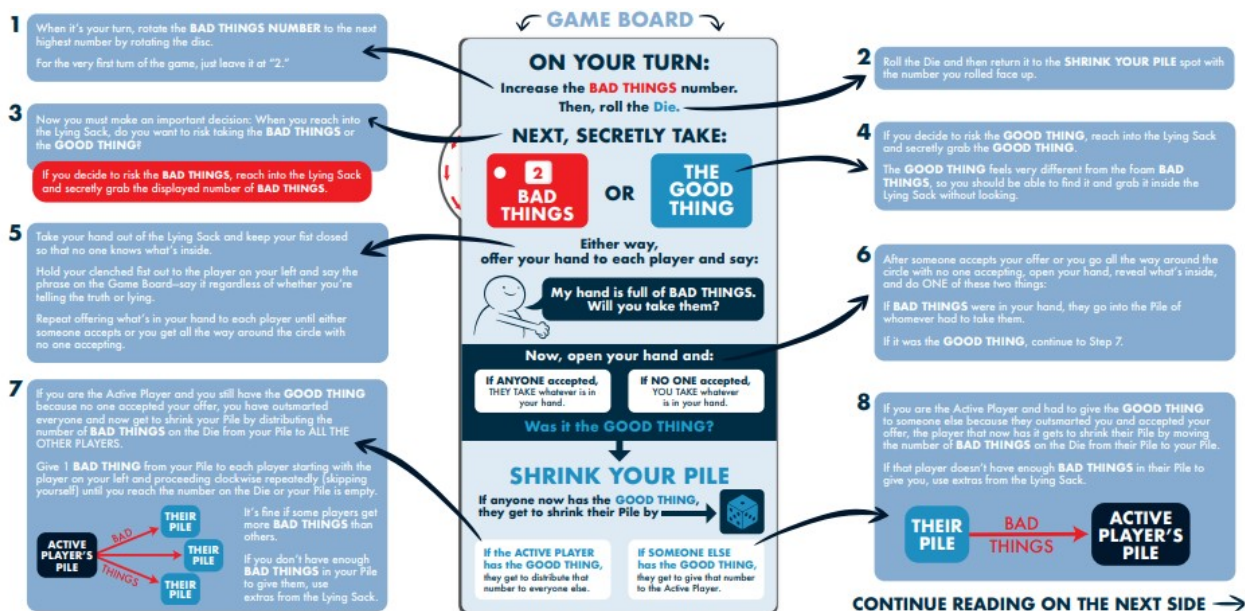 GAME BOARD
1
When it's your turn, rotate the BAD THINGS NUMBER to the next
highest number by rotating the disc.
For the very first turn of the game, just leave it at "2."
ON YOUR TURN:
Increase the BAD THINGS number.
Then, roll the Die.
2
Roll the Die and then return it to the SHRINK YOUR PILE spot with
the number you rolled face up.
3
Now you must make an important decision: When you reach into
the Lying Sack, do you want to risk taking the BAD THINGS or
the GOOD THING?
If you decide to risk the BAD THINGS, reach into the Lying Sack
and secretly grab the displayed number of BAD THINGS.
NEXT, SECRETLY TAKE:
2
BAD
THINGS
OR
THE
GOOD
THING
4
If you decide to risk the GOOD THING, reach into the Lying Sack
and secretly grab the GOOD THING.
The GOOD THING feels very different from the foam BAD
THINGS, so you should be able to find it and grab it inside the
Lying Sack without looking.
5
Take your hand out of the Lying Sack and keep your fist closed
so that no one knows what's inside.
Hold your clenched fist out to the player on your left and say the
phrase on the Game Board—say it regardless of whether you're
telling the truth or lying.
Repeat offering what's in your hand to each player until either
someone accepts or you get all the way around the circle with
no one accepting.
Either way,
offer your hand to each player and say:
My hand is full of BAD THINGS.
Will you take them?
6
After someone accepts your offer or you go all the way around the
circle with no one accepting, open your hand, reveal what's inside,
and do ONE of these two things:
If BAD THINGS were in your hand, they go into the Pile of
whomever had to take them.
If it was the GOOD THING, continue to Step 7.
Now, open your hand and:
If ANYONE accepted,
THEY TAKE whatever is in
your hand.
If NO ONE accepted,
YOU TAKE whatever
is in your hand.
Was it the GOOD THING?
7
If you are the Active Player and you still have the GOOD THING
because no one accepted your offer, you have outsmarted
everyone and now get to shrink your Pile by distributing the
number of BAD THINGS on the Die from your Pile to ALL THE
OTHER PLAYERS.
Give 1 BAD THING from your Pile to each player starting with the
player on your left and proceeding clockwise repeatedly (skipping
yourself) until you reach the number on the Die or your Pile is empty.
ACTIVE
PLAYER'S
PILE
BAD
THINGS
THEIR
PILE
THEIR
PILE
THEIR
PILE
It's fine if some players get
more BAD THINGS than
others.
If you don't have enough
BAD THINGS in your Pile
to give them, use
extras from the Lying Sack.
SHRINK YOUR PILE
If anyone now has the GOOD THING,
they get to shrink their Pile by
If the ACTIVE PLAYER
has the GOOD THING,
they get to distribute that
number to everyone else.
If SOMEONE ELSE
has the GOOD THING,
they get to give that number
to the Active Player.
8
If you are the Active Player and had to give the GOOD THING
to someone else because they outsmarted you and accepted your
offer, the player that now has it gets to shrink their Pile by moving
the number of BAD THINGS on the Die from their Pile to your Pile.
If that player doesn't have enough BAD THINGS in their Pile to
give you, use extras from the Lying Sack.
THEIR
PILE
BAD
THINGS
ACTIVE
PLAYER'S
PILE
CONTINUE READING ON THE NEXT SIDE